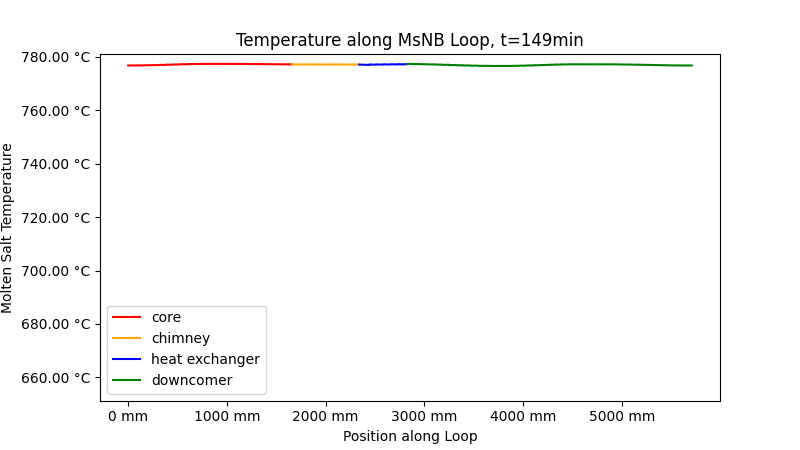 Temperature along MsNB Loop, t=149min
780.00 °C
760.00 °C
740.00 °C
720.00 °C
700.00 °C
680.00 °C
660.00 °C
Molten Salt Temperature
core
chimney
heat exchanger
downcomer
0 mm
1000 mm
2000 mm
3000 mm
4000 mm
5000 mm
Position along Loop